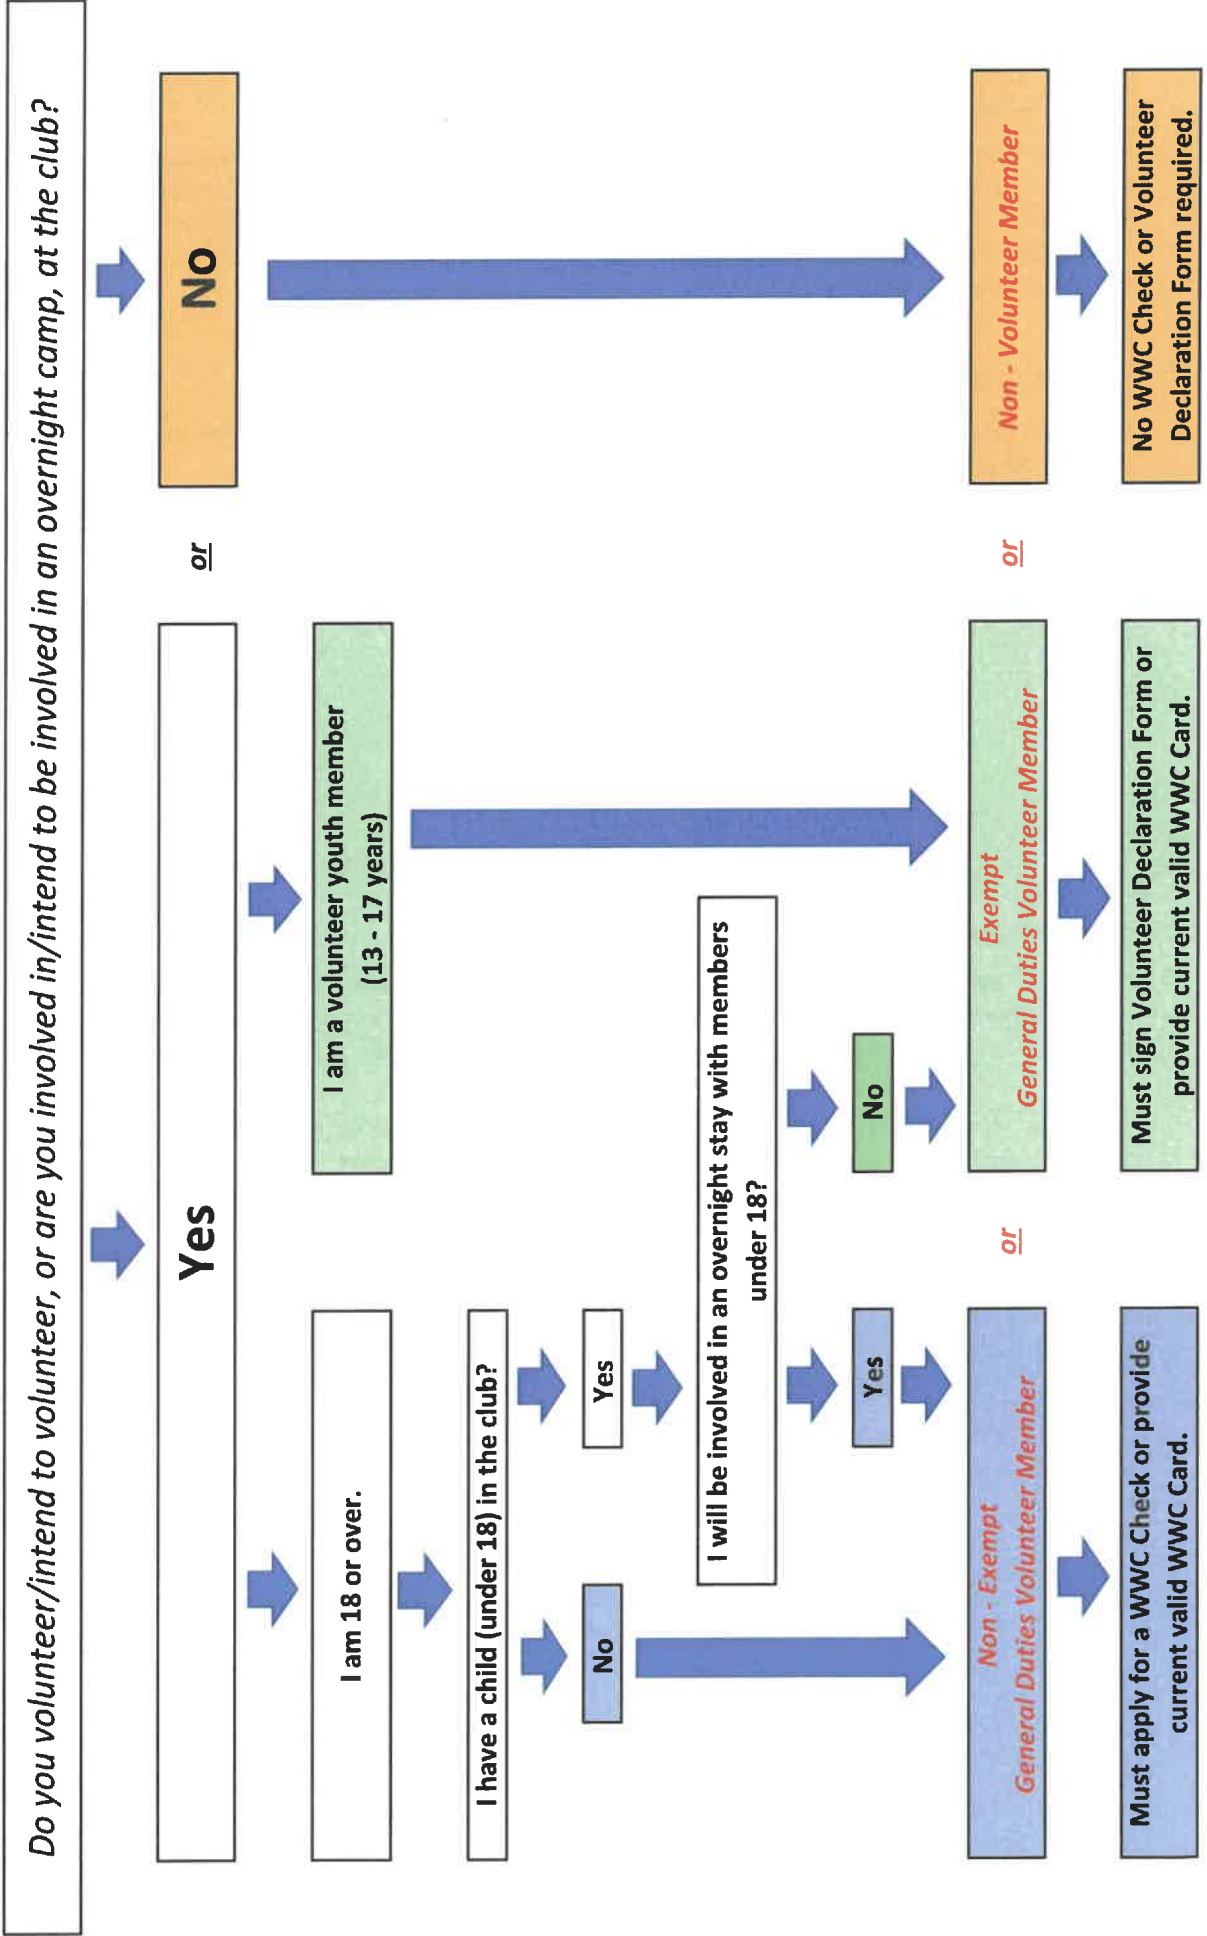 Do you volunteer/intend to volunteer, or are you involved in/intend to be involved in an overnight camp, at the club?
Yes
or
No
I am 18 or over.
I am a volunteer youth member
(13 - 17 years)
I have a child (under 18) in the club?
No
Yes
I will be involved in an overnight stay with members
under 18?
Yes
No
Non - Exempt
General Duties Volunteer Member
or
Exempt
General Duties Volunteer Member
or
Non - Volunteer Member
Must apply for a WWC Check or provide
current valid WWC Card.
Must sign Volunteer Declaration Form or
provide current valid WWC Card.
No WWC Check or Volunteer
Declaration Form required.